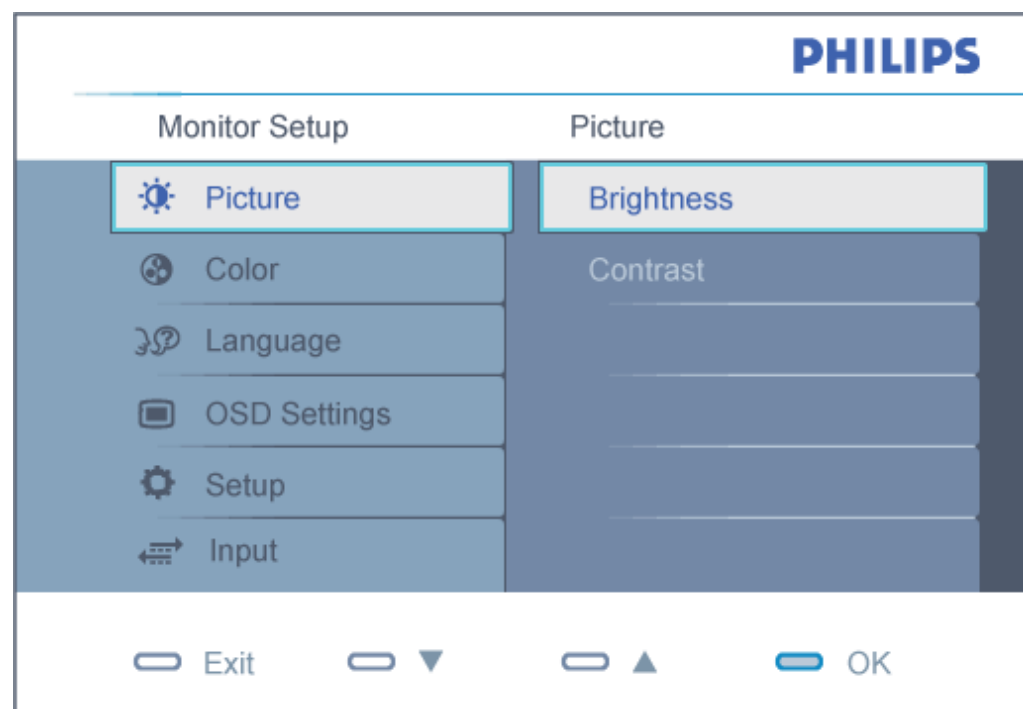 PHILIPS
Monitor Setup
Picture
Picture
Brightness
Color
Contrast
Language
OSD Settings
Setup
Input
Exit ▼ ▲ OK